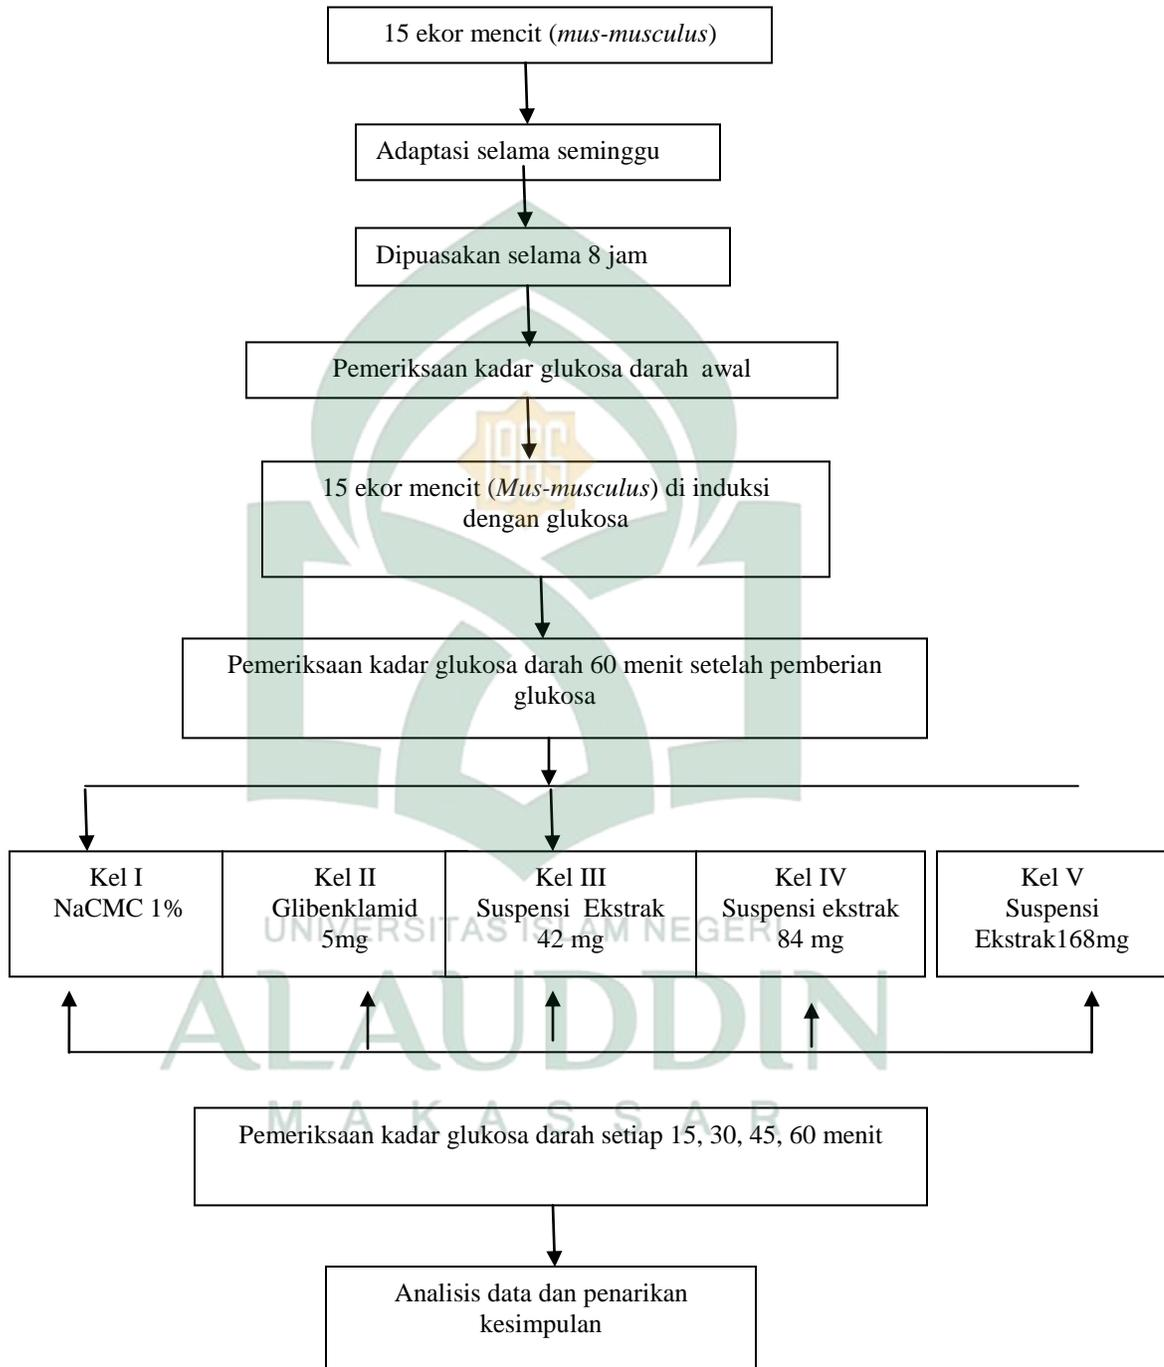 15 ekor mencit (mus-musculus)
Adaptasi selama seminggu
Dipuasakan selama 8 jam
Pemeriksaan kadar glukosa darah  awal
1985
15 ekor mencit (Mus-musculus) di induksi
dengan glukosa
Pemeriksaan kadar glukosa darah 60 menit setelah pemberian
glukosa
Kel I
NaCMC 1%
Kel II
Glibenklamid
5mg
Kel III
Suspensi  Ekstrak
42 mg
Kel IV
Suspensi ekstrak
84 mg
Kel V
Suspensi
Ekstrak168mg
UNIVERSITAS ISLAM NEGERI
ALAUDDIN
MAKASSAR
Pemeriksaan kadar glukosa darah setiap 15, 30, 45, 60 menit
Analisis data dan penarikan
kesimpulan